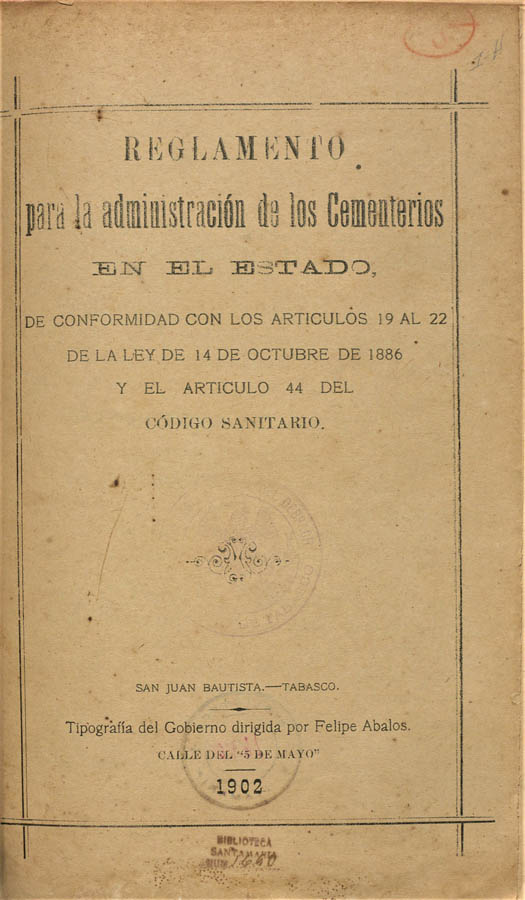 REGLAMENTO
para la administración de los Cementerios
EN EL ESTADO,
DE CONFORMIDAD CON LOS ARTICULOS 19 AL 22
DE LA LEY DE 14 DE OCTUBRE DE 1886
Y EL ARTICULO 44 DEL
CÓDIGO SANITARIO.
SAN JUAN BAUTISTA.—TABASCO.
Tipografía del Gobierno dirigida por Felipe Abalos.
CALLE DEL "5 DE MAYO"
1902
BIBLIOTECA
SANTAMARIA
NUM.